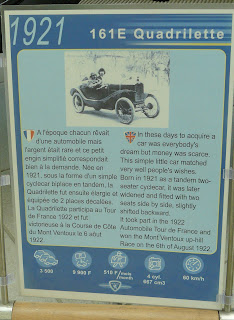 1921
161E Quadrilette
A l'époque chacun rêvait
d'une automobile mais
l'argent était rare et ce petit
engin simplifié correspondait
bien à la demande. Née en
1921, sous la forme d'un simple
cyclecar biplace en tandem, la
Quadrilette fut ensuite élargie et
équipée de 2 places décalées.
La Quadrilette participa au Tour
de France 1922 et fut
victorieuse à la Course de Côte
du Mont Ventoux le 6 août
1922.
In these days to acquire a
car was everybody's
dream but money was scarce.
This simple little car matched
very well people's wishes.
Born in 1921 as a tandem two-
seater cyclecar, it was later
widened and fitted with two
seats side by side, slightly
shifted backward.
It took part in the 1922
Automobile Tour de France and
won the Mont Ventoux up-hill
Race on the 6th of August 1922.
3 500
9 900 F
510 F /mois /month
4 cyl.
667 cm3
60 km/h